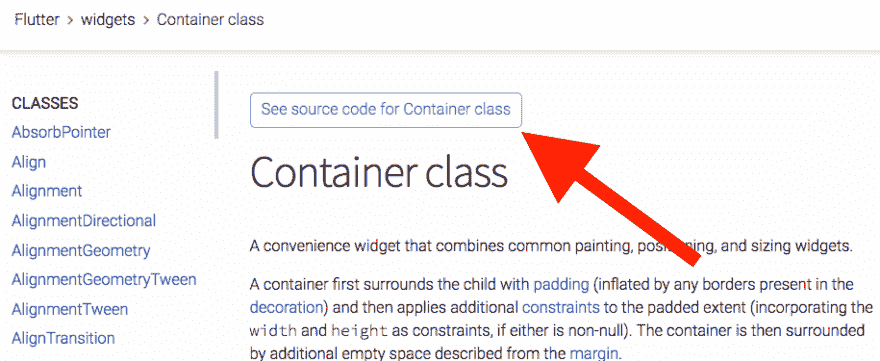 Flutter > widgets > Container class
CLASSES
AbsorbPointer
Align
Alignment
AlignmentDirectional
AlignmentGeometry
AlignmentGeometryTween
AlignmentTween
AlignTransition
See source code for Container class
Container class
A convenience widget that combines common painting, positioning, and sizing widgets.
A container first surrounds the child with padding (inflated by any borders present in the
decoration) and then applies additional constraints to the padded extent (incorporating the
width and height as constraints, if either is non-null). The container is then surrounded
by additional empty space described from the margin.